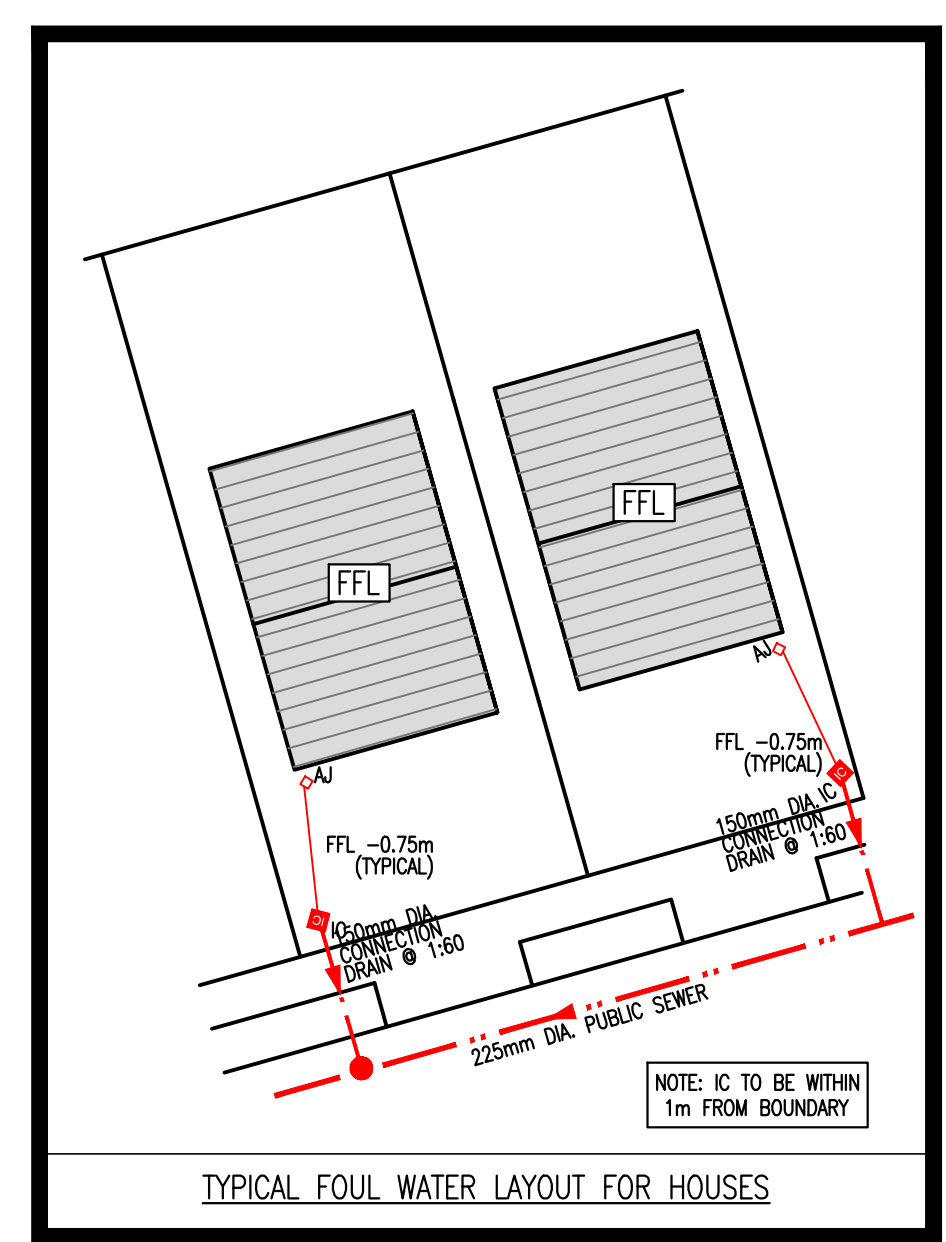 FFL
FFL
AJ
FFL -0.75m
(TYPICAL)
IC
IC
150mm DIA.
CONNECTION
DRAIN @ 1:60
AJ
FFL -0.75m
(TYPICAL)
IC
IC
150mm DIA.
CONNECTION
DRAIN @ 1:60
225mm DIA. PUBLIC SEWER
NOTE: IC TO BE WITHIN
1m FROM BOUNDARY
TYPICAL FOUL WATER LAYOUT FOR HOUSES